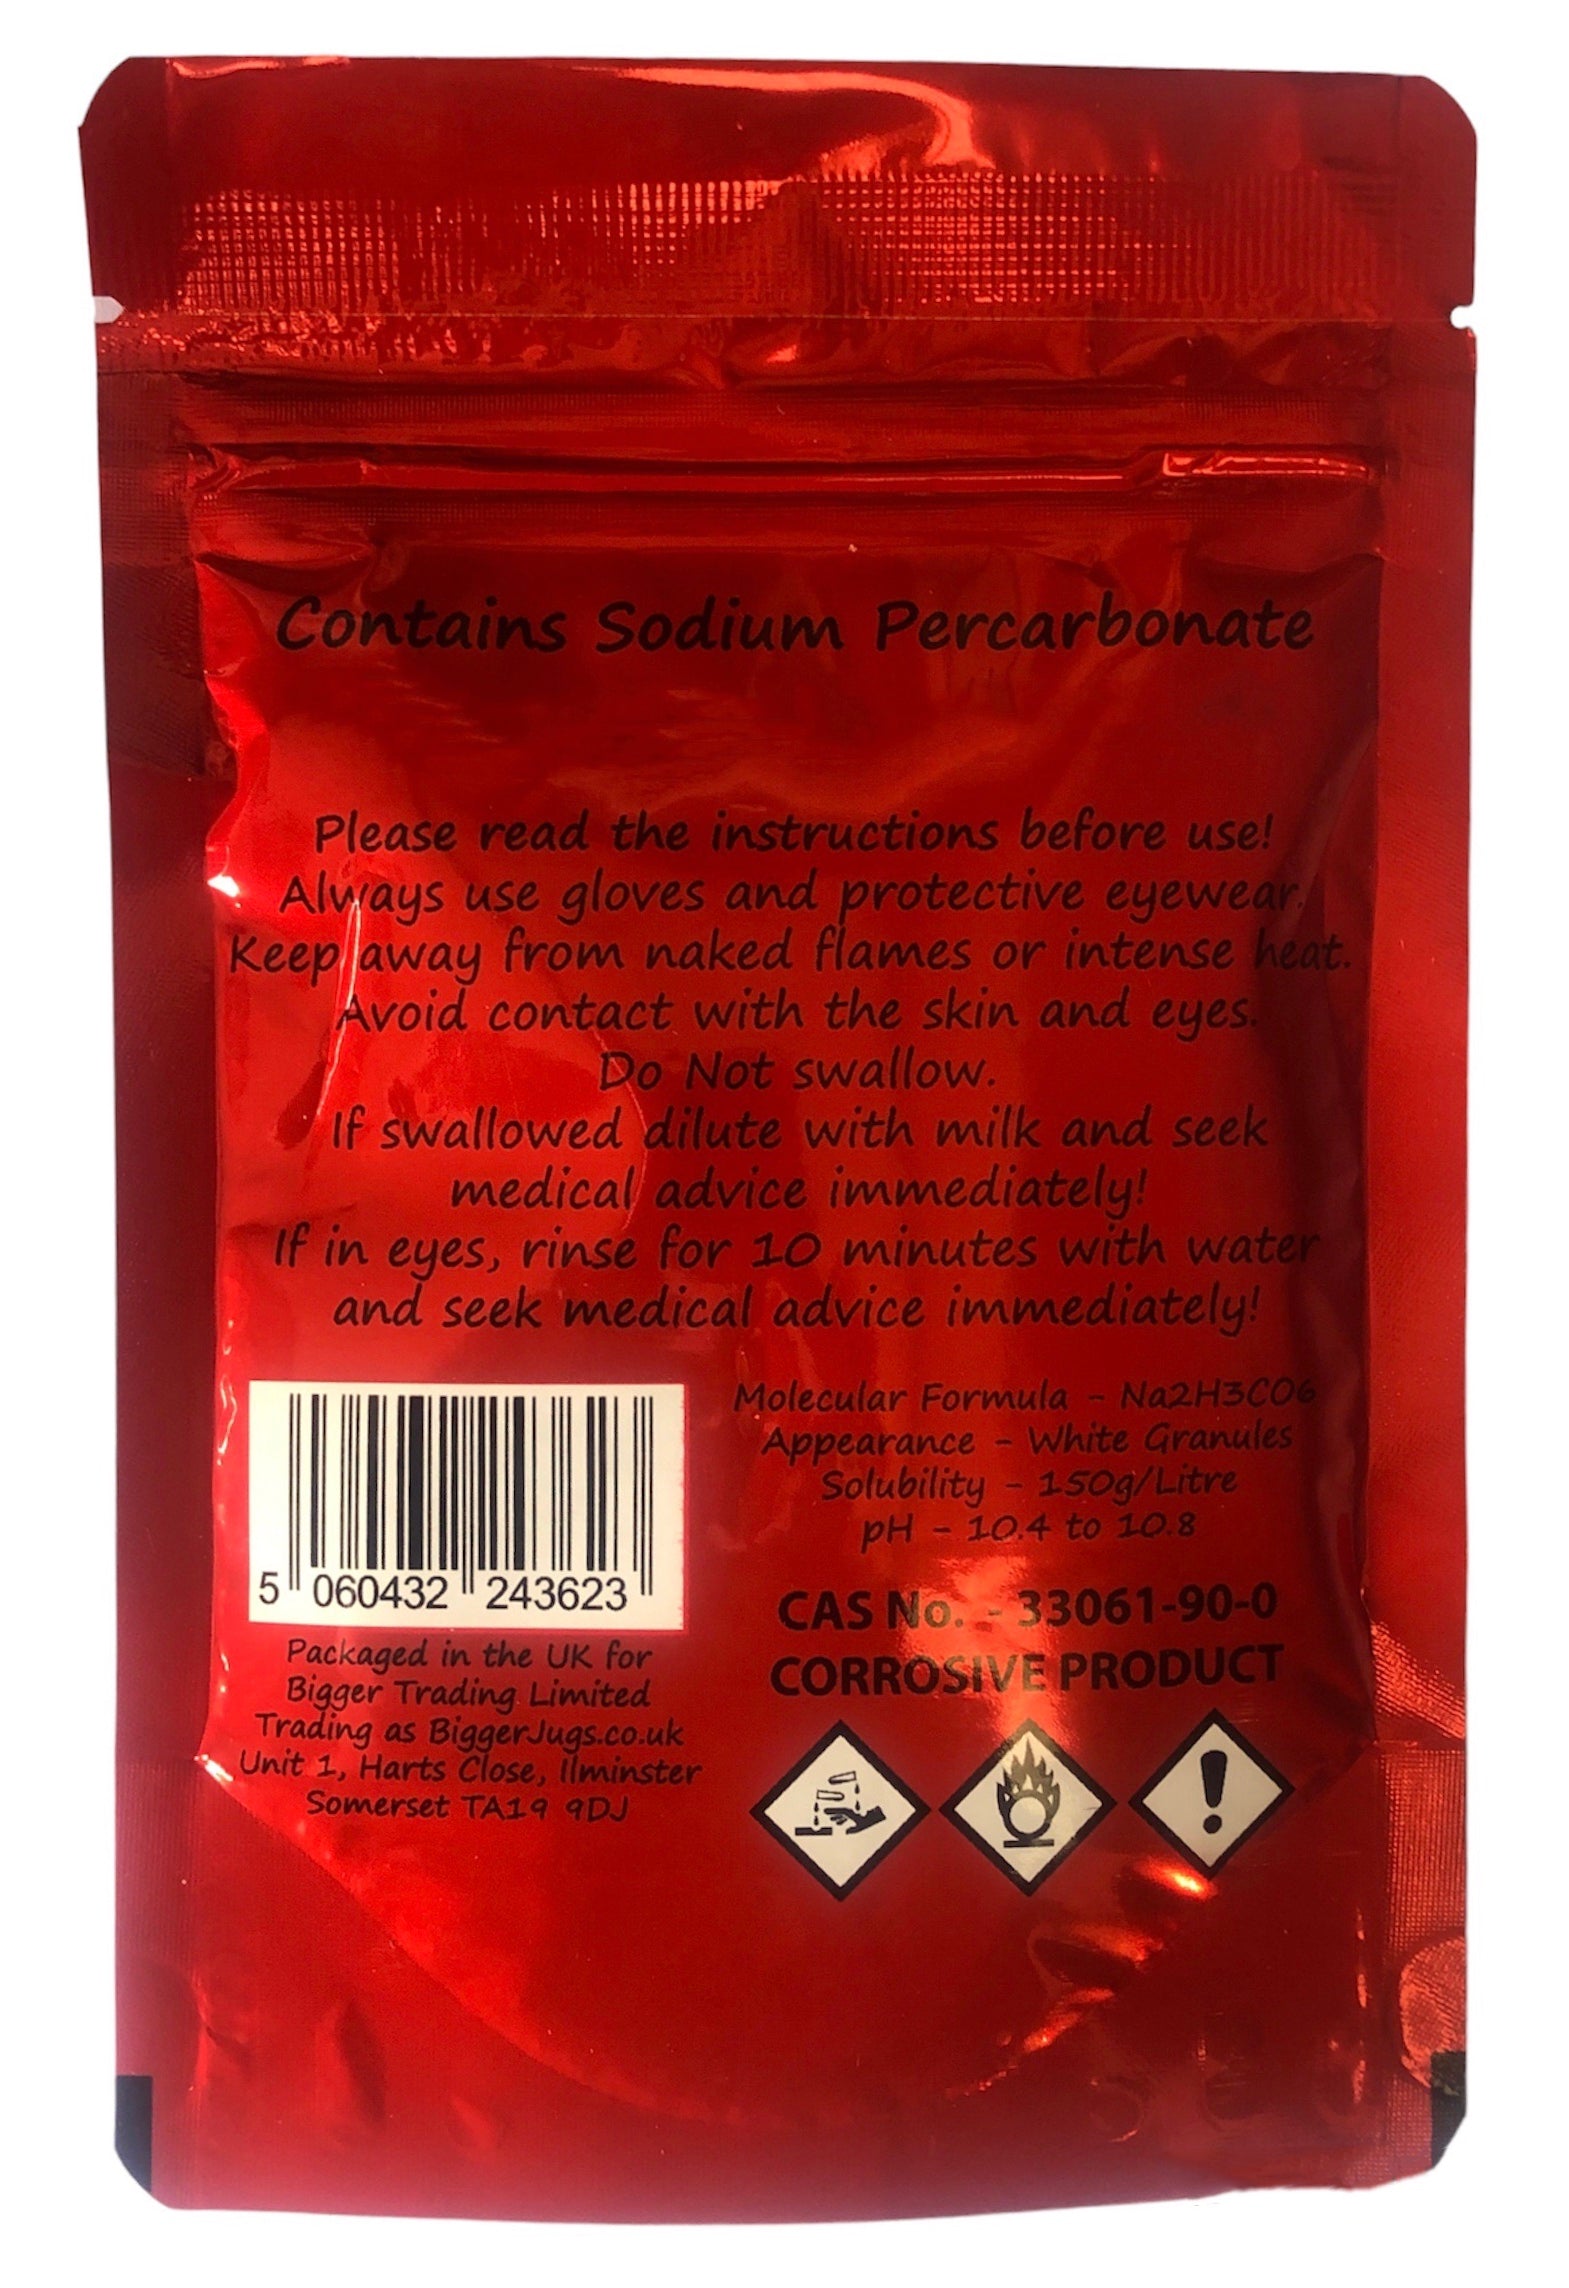 Contains Sodium Percarbonate
Please read the instructions before use!
Always use gloves and protective eyewear.
Keep away from naked flames or intense heat.
Avoid contact with the skin and eyes.
Do Not swallow.
If swallowed dilute with milk and seek
medical advice immediately!
If in eyes, rinse for 10 minutes with water
and seek medical advice immediately!
5 060432 243623
Packaged in the UK for
Bigger Trading Limited
Trading as BiggerJugs.co.uk
Unit 1, Harts Close, Ilminster
Somerset TA19 9DJ
Molecular Formula - Na2H3CO6
Appearance - White Granules
Solubility - 150g/Litre
pH - 10.4 to 10.8
CAS No. - 33061-90-0
CORROSIVE PRODUCT